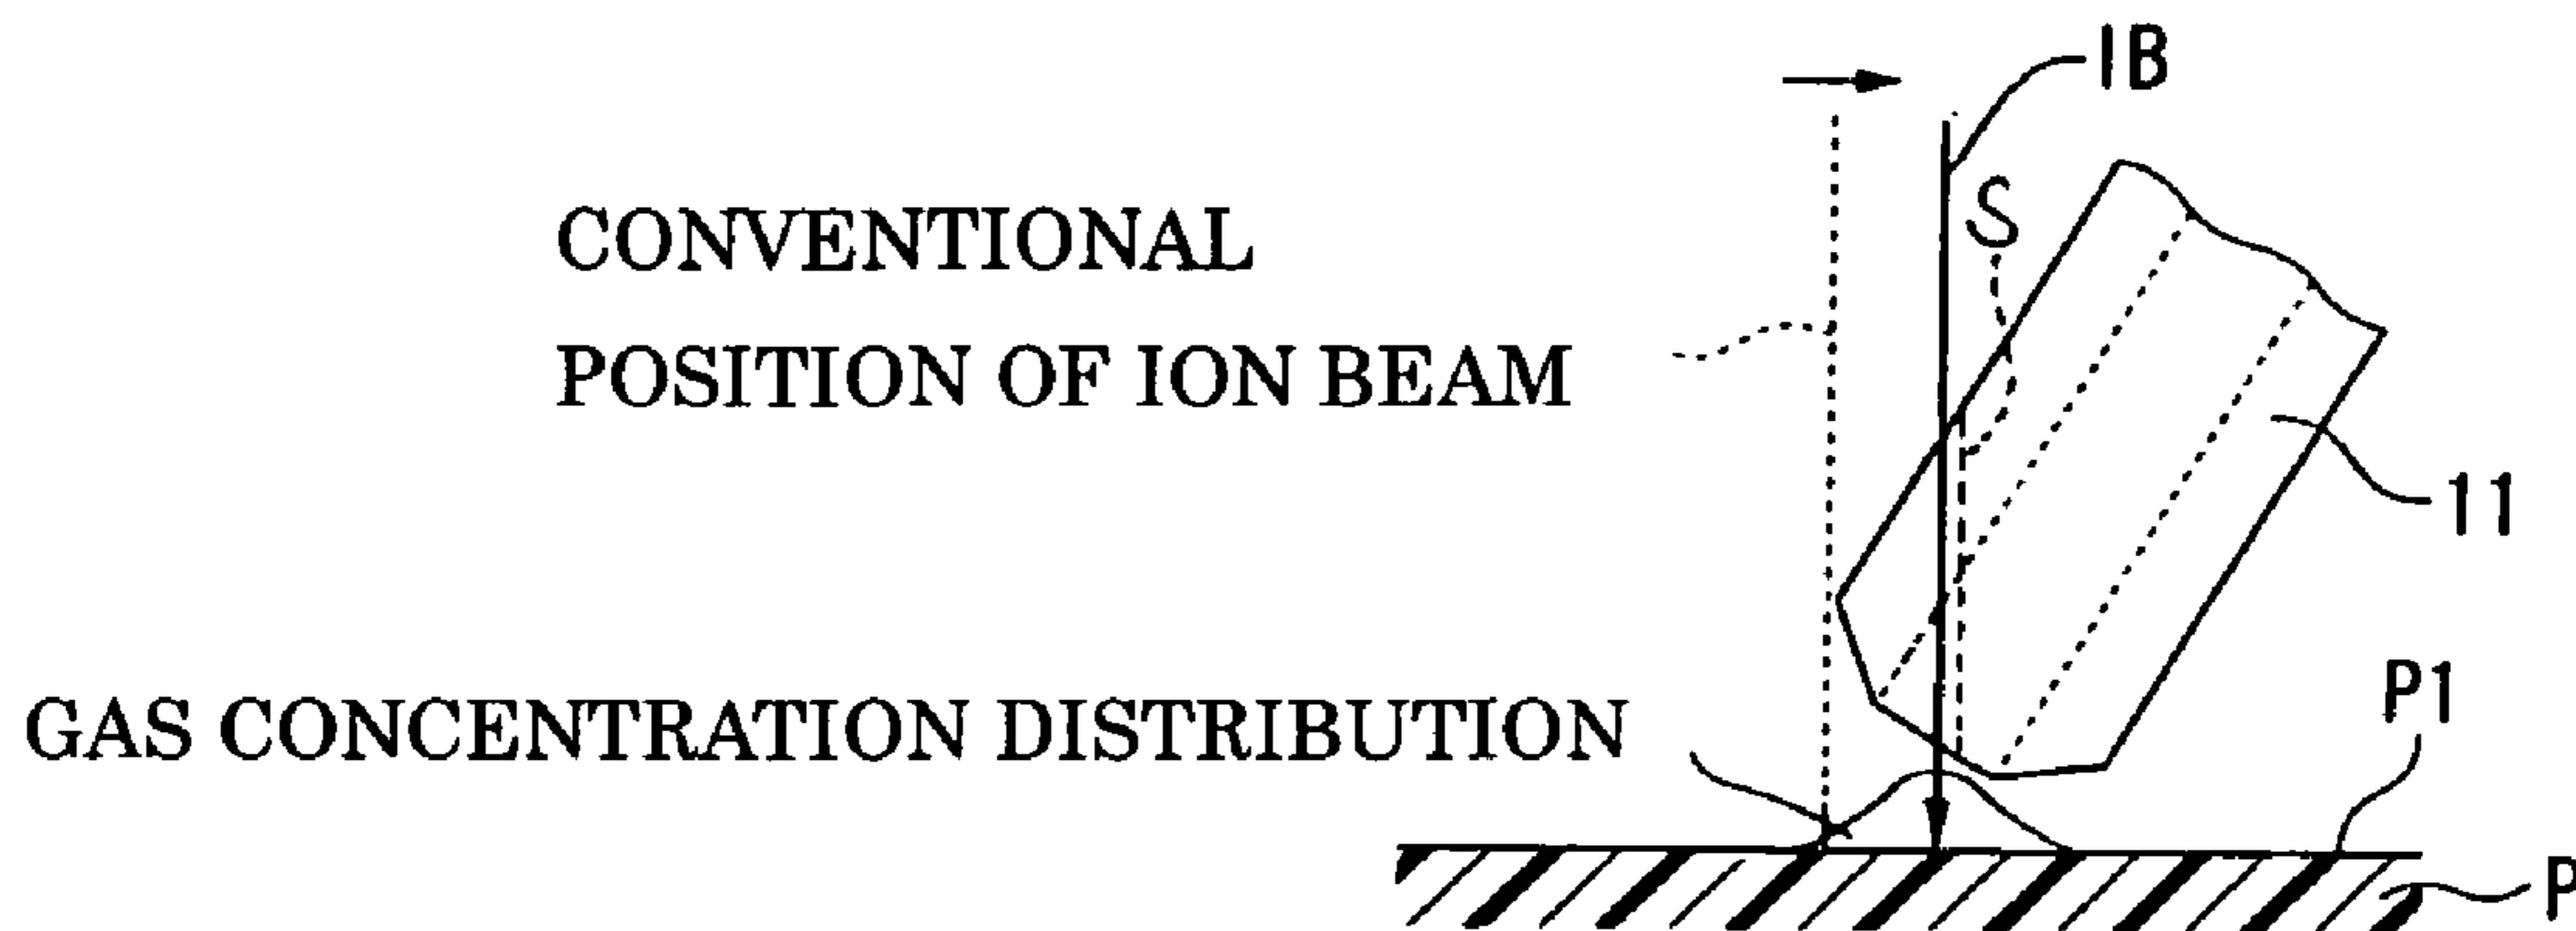 IB
S
CONVENTIONAL
POSITION OF ION BEAM
11
P1
GAS CONCENTRATION DISTRIBUTION
P